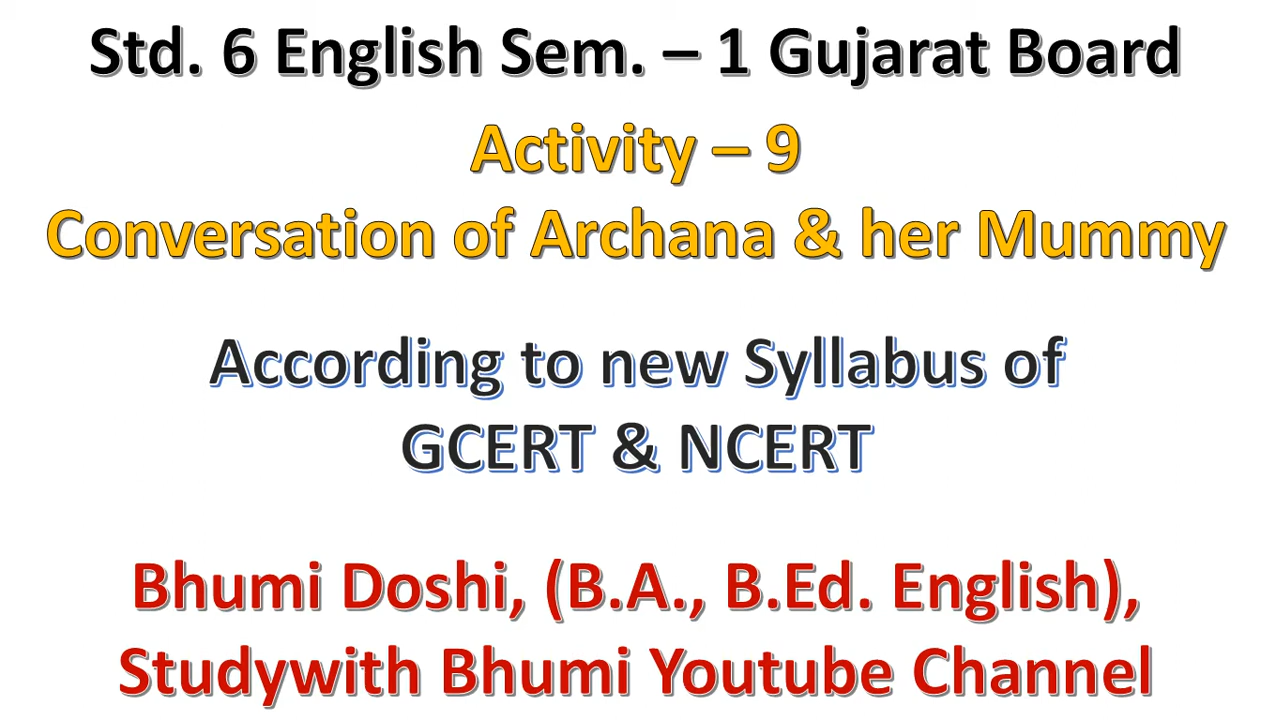 Std. 6 English Sem. – 1 Gujarat Board
Activity – 9
Conversation of Archana & her Mummy
According to new Syllabus of
GCERT & NCERT
Bhumi Doshi, (B.A., B.Ed. English),
Studywith Bhumi Youtube Channel